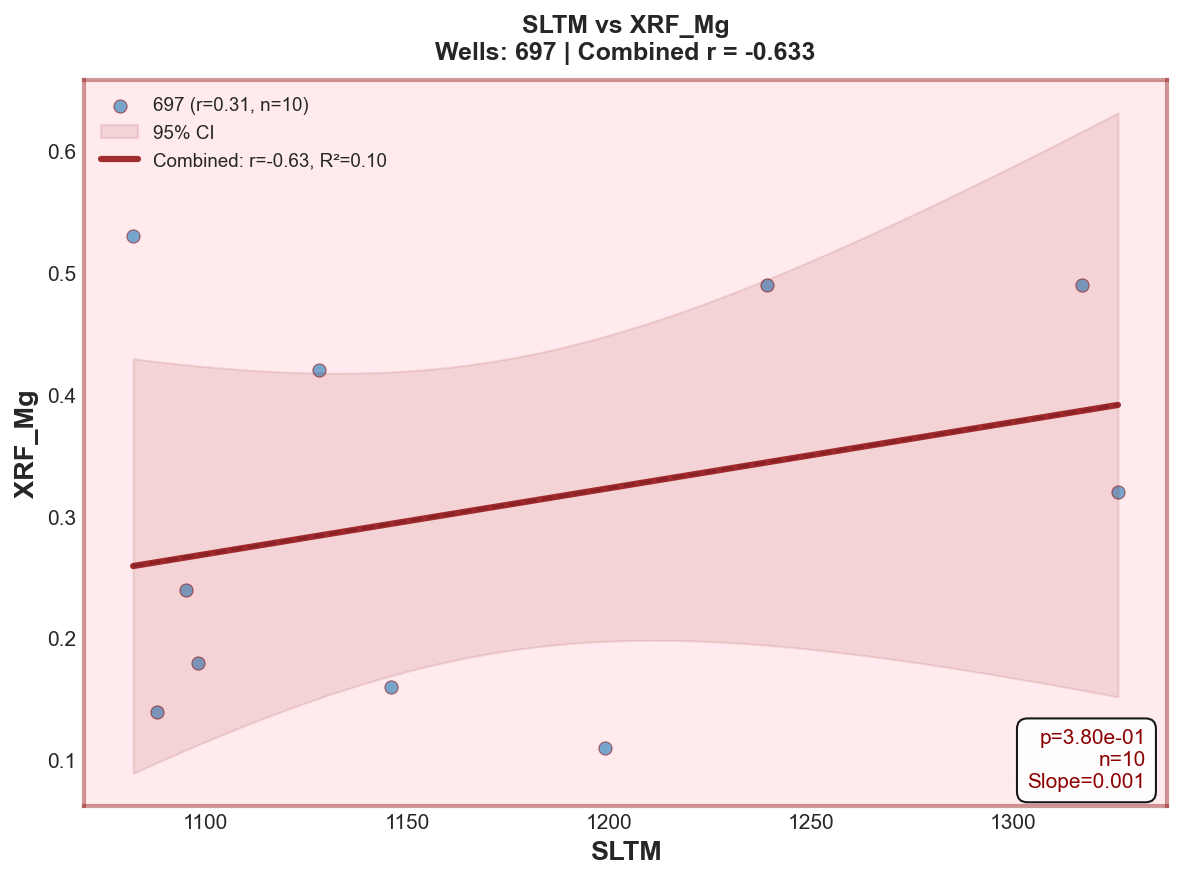 SLTM vs XRF_Mg
Wells: 697 | Combined r = -0.633
697 (r=0.31, n=10)
95% CI
Combined: r=-0.63, R²=0.10
0.6
0.5
0.4
0.3
0.2
0.1
XRF_Mg
p=3.80e-01
n=10
Slope=0.001
1100
1150
1200
1250
1300
SLTM